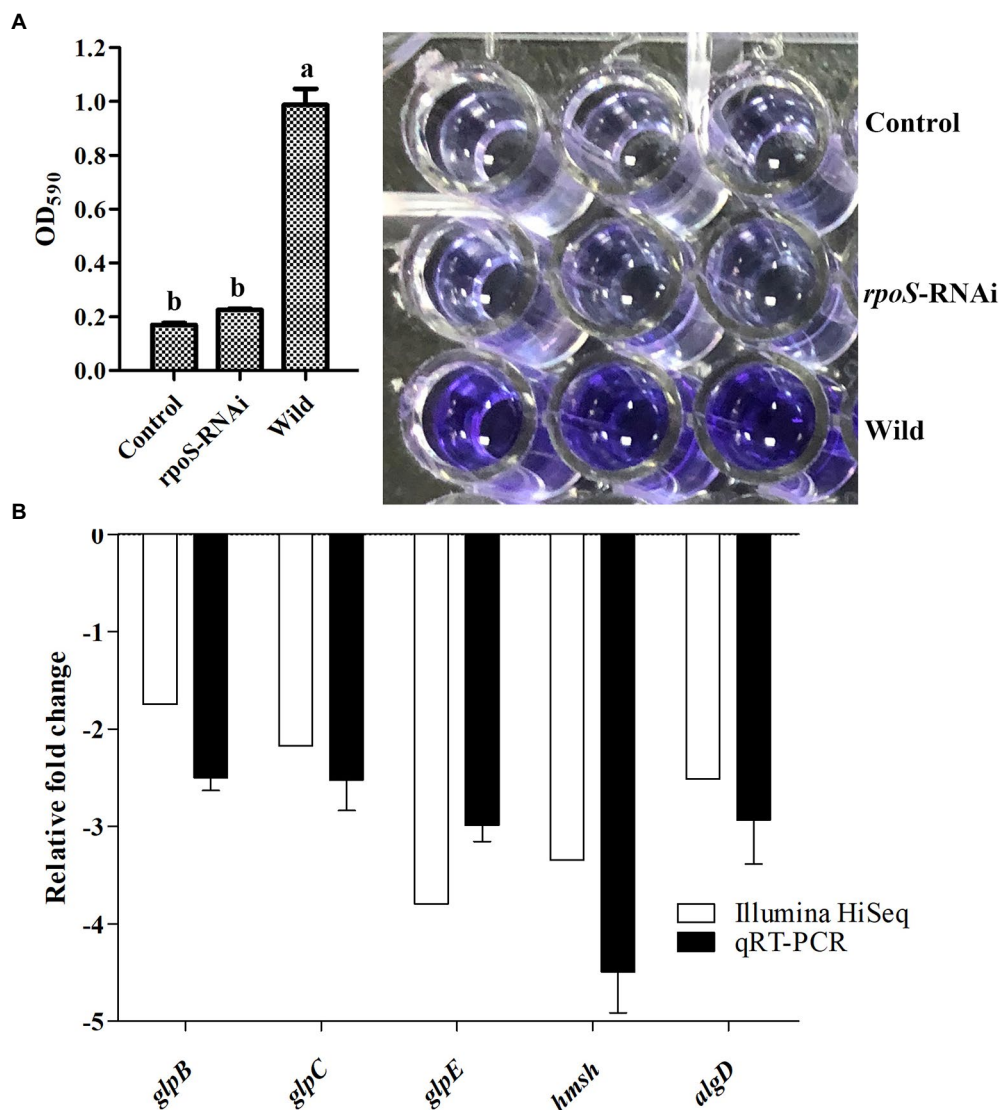 A
1.2
1.0
0.8
0.6
0.4
0.2
0.0
OD590
b
b
a
Control
rpoS-RNAi
Wild
Control
rpoS-RNAi
Wild
B
0
-1
-2
-3
-4
-5
Relative fold change
Illumina HiSeq
qRT-PCR
glpB
glpC
glpE
hmsh
algD